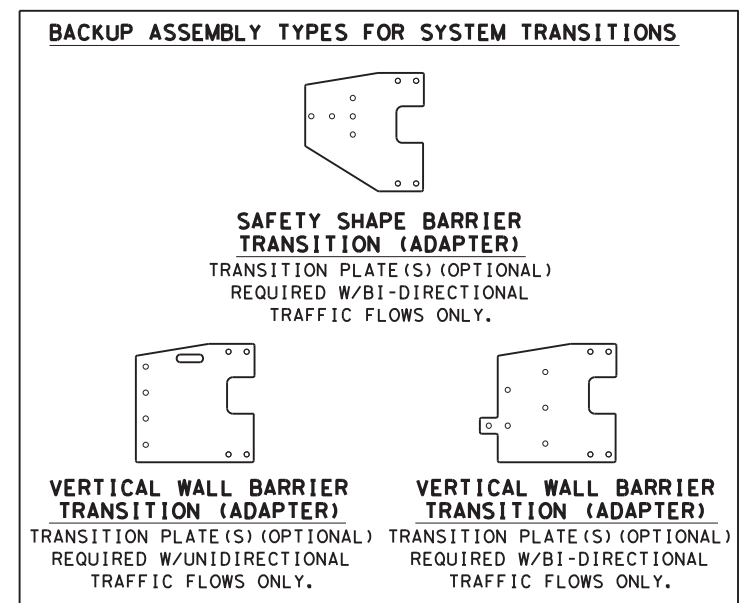 BACKUP ASSEMBLY TYPES FOR SYSTEM TRANSITIONS
SAFETY SHAPE BARRIER
TRANSITION (ADAPTER)
TRANSITION PLATE(S)(OPTIONAL)
REQUIRED W/BI-DIRECTIONAL
TRAFFIC FLOWS ONLY.
VERTICAL WALL BARRIER
TRANSITION (ADAPTER)
TRANSITION PLATE(S)(OPTIONAL)
REQUIRED W/UNIDIRECTIONAL
TRAFFIC FLOWS ONLY.
VERTICAL WALL BARRIER
TRANSITION (ADAPTER)
TRANSITION PLATE(S)(OPTIONAL)
REQUIRED W/BI-DIRECTIONAL
TRAFFIC FLOWS ONLY.